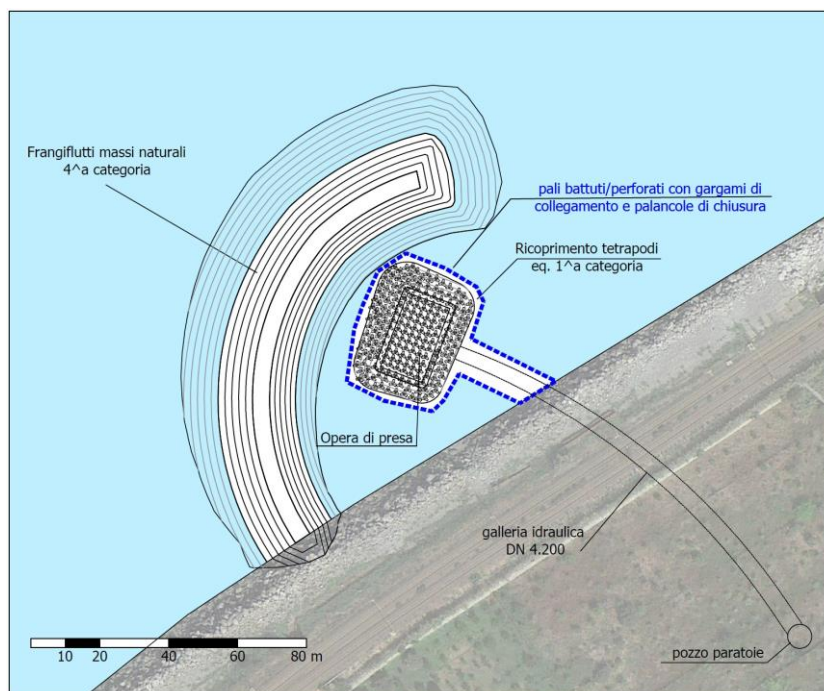 Frangiflutti massi naturali
4^a categoria
pali battuti/perforati con gargami di
collegamento e palancole di chiusura
Ricoprimento tetrapodi
eq. 1^a categoria
Opera di presa
galleria idraulica
DN 4.200
pozzo paratoie
10 20 40 60 80 m